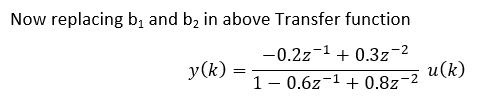 Now replacing b₁ and b₂ in above Transfer function
y(k) = \frac{-0.2z^{-1} + 0.3z^{-2}}{1 - 0.6z^{-1} + 0.8z^{-2}} u(k)